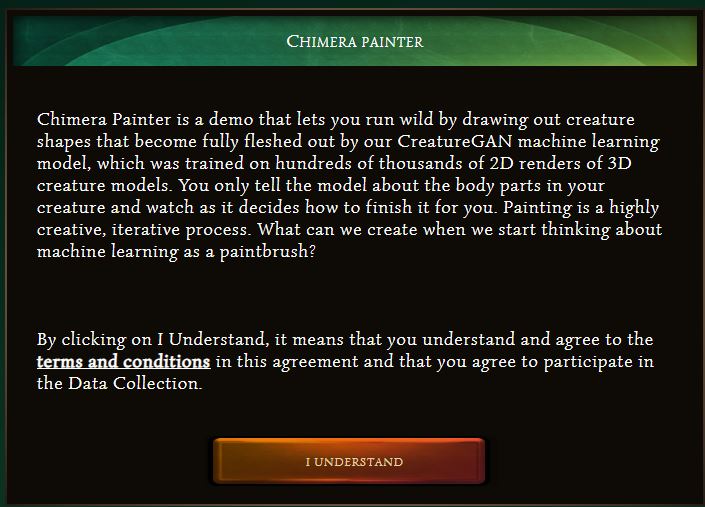 Chimera painter
Chimera Painter is a demo that lets you run wild by drawing out creature
shapes that become fully fleshed out by our CreatureGAN machine learning
model, which was trained on hundreds of thousands of 2D renders of 3D
creature models. You only tell the model about the body parts in your
creature and watch as it decides how to finish it for you. Painting is a highly
creative, iterative process. What can we create when we start thinking about
machine learning as a paintbrush?
By clicking on I Understand, it means that you understand and agree to the
terms and conditions in this agreement and that you agree to participate in
the Data Collection.
I UNDERSTAND